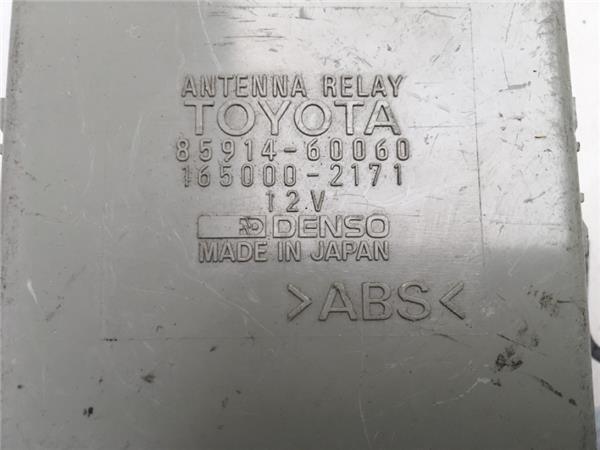 ANTENNA RELAY
TOYOTA
85914-60060
165000-2171
12V
DENSO
MADE IN JAPAN
>ABS<